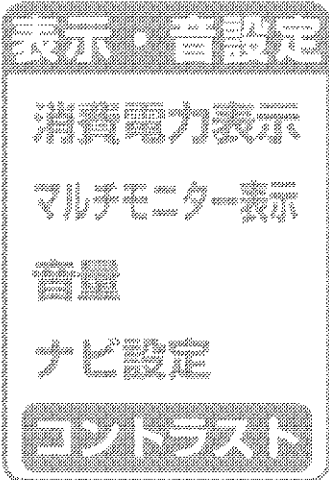 表示・音設定
消費電力表示
マルチモニター表示
音量
ナビ設定
コントラスト